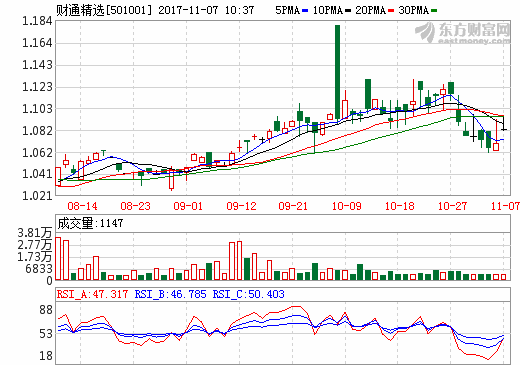 财通精选[501001] 2017-11-07 10:37 5PMA 10PMA 20PMA 30PMA
东方财富网
eastmoney.com
1.184
1.164
1.143
1.123
1.103
1.082
1.062
1.041
1.021
08-14 08-23 09-01 09-12 09-21 10-09 10-18 10-27 11-07
成交量:1147
3.81万
2.77万
1.73万
6833
0
RSI_A:47.317 RSI_B:46.785 RSI_C:50.403
88
53
18